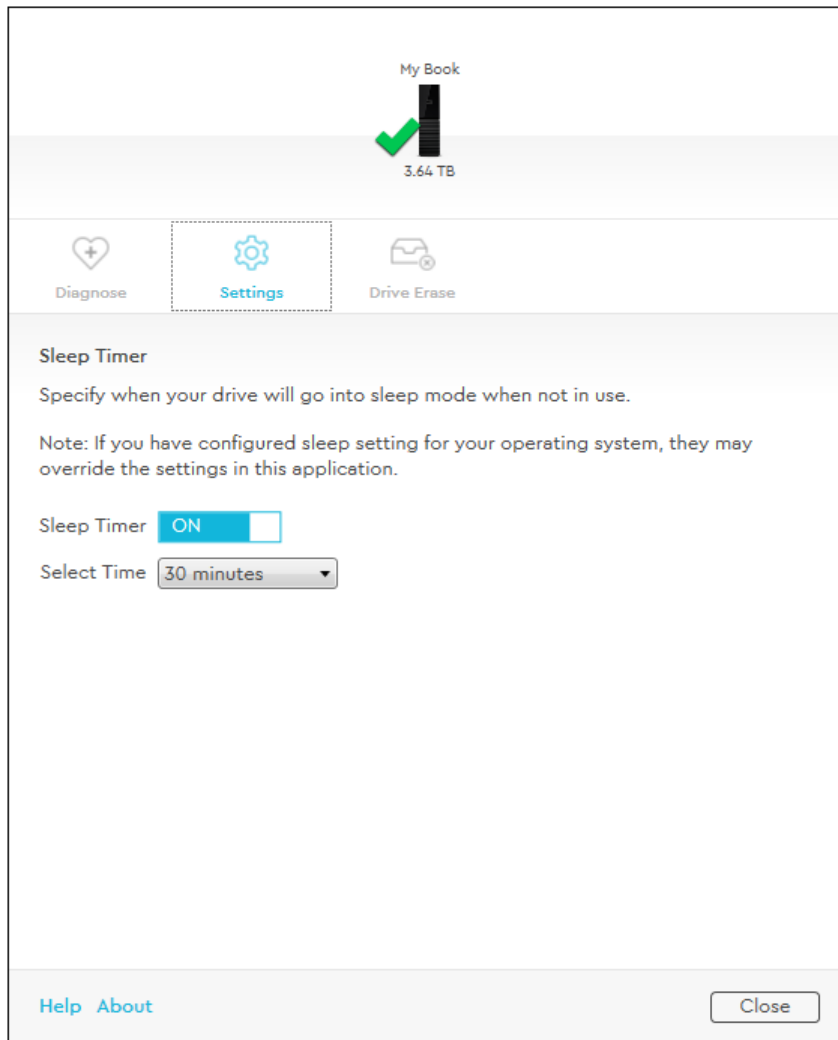 My Book
3.64 TB
Diagnose
Settings
Drive Erase
Sleep Timer
Specify when your drive will go into sleep mode when not in use.
Note: If you have configured sleep setting for your operating system, they may
override the settings in this application.
Sleep Timer ON
Select Time 30 minutes
Help About
Close